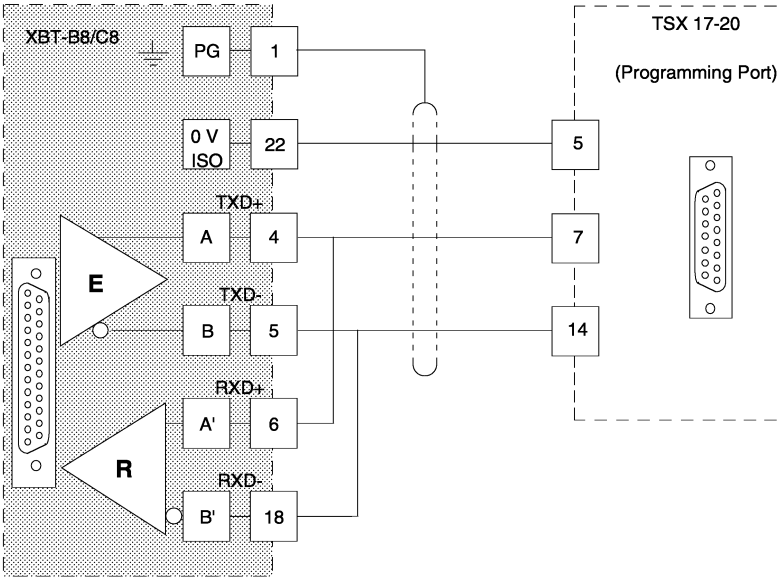 XBT-B8/C8
PG
1
TSX 17-20
(Programming Port)
0 V
ISO
22
5
TXD+
A
4
7
E
TXD-
B
5
14
RXD+
A'
6
R
RXD-
B'
18